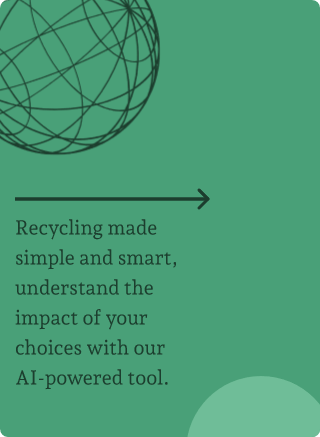 Recycling made
simple and smart,
understand the
impact of your
choices with our
AI-powered tool.